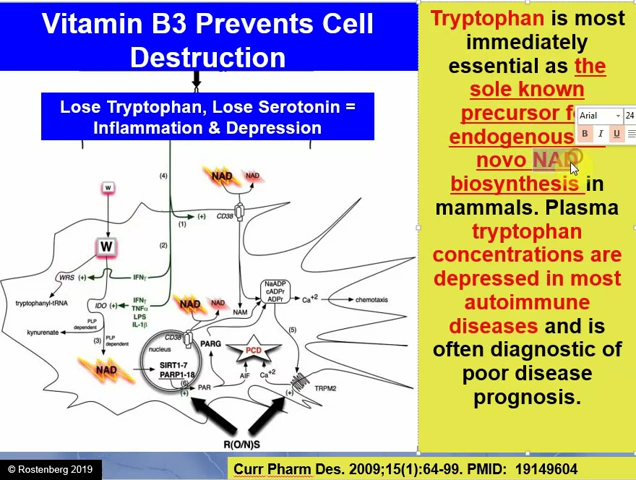 Vitamin B3 Prevents Cell
Destruction
Lose Tryptophan, Lose Serotonin =
Inflammation & Depression
(4)
NAD
NAD
W
CD38
(+)
(1)
(2)
W
WRS
(+)
IFNγ
tryptophanyl-tRNA
IDO
(+)
IFNγ
TNFα
LPS
IL-1β
NAD
NAD
NaADP
cADPr
ADPr
Ca+2
chemotaxis
NAM
PLP
dependent
kynurenate
(3)
PLP
dependent
CD38
(5)
nucleus
PARG
PCD
NAD
SIRT1-7
PARP1-18
(6)
(+)
PAR
AIF
Ca+2
(+)
TRPM2
R(O/N)S
Tryptophan is most
immediately
essential as the
sole known
precursor
endogenous
novo NAD
biosynthesis in
mammals. Plasma
tryptophan
concentrations are
depressed in most
autoimmune
diseases and is
often diagnostic of
poor disease
prognosis.
Arial
24
B I U
© Rostenberg 2019
Curr Pharm Des. 2009;15(1):64-99. PMID: 19149604